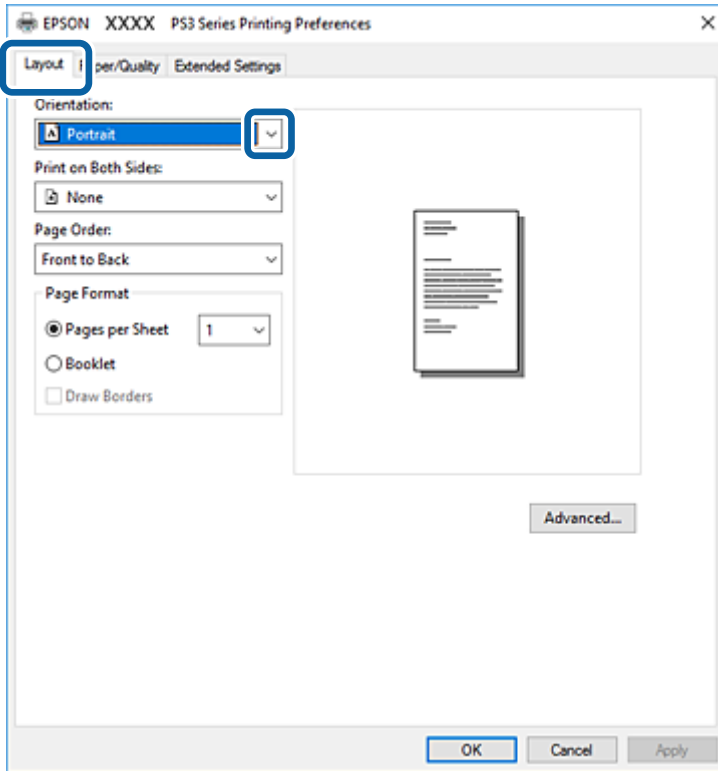 EPSON XXXX PS3 Series Printing Preferences
Layout per/Quality Extended Settings
Orientation:
Portrait
Print on Both Sides:
None
Page Order:
Front to Back
Page Format
Pages per Sheet 1
Booklet
Draw Borders
Advanced...
OK Cancel Apply